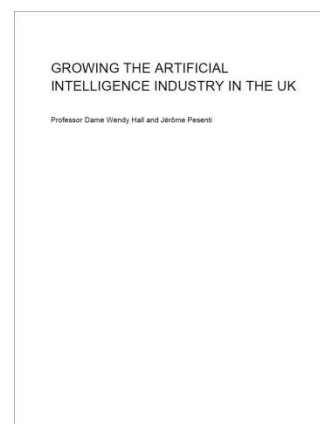 GROWING THE ARTIFICIAL
INTELLIGENCE INDUSTRY IN THE UK
Professor Dame Wendy Hall and Jérôme Pesenti